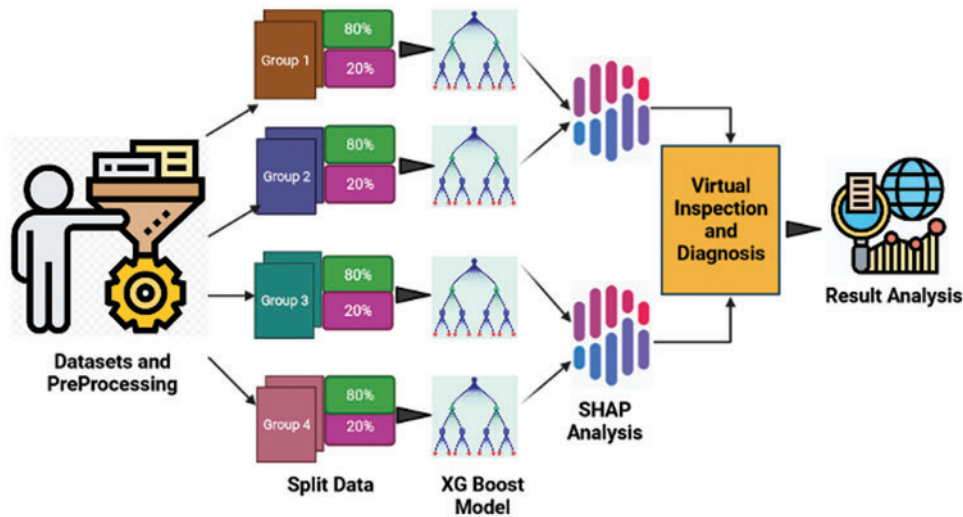 80%
Group 1
20%
80%
Group 2
20%
80%
Group 3
20%
80%
Group 4
20%
Datasets and
PreProcessing
Split Data
XG Boost
Model
SHAP
Analysis
Virtual
Inspection
and
Diagnosis
Result Analysis